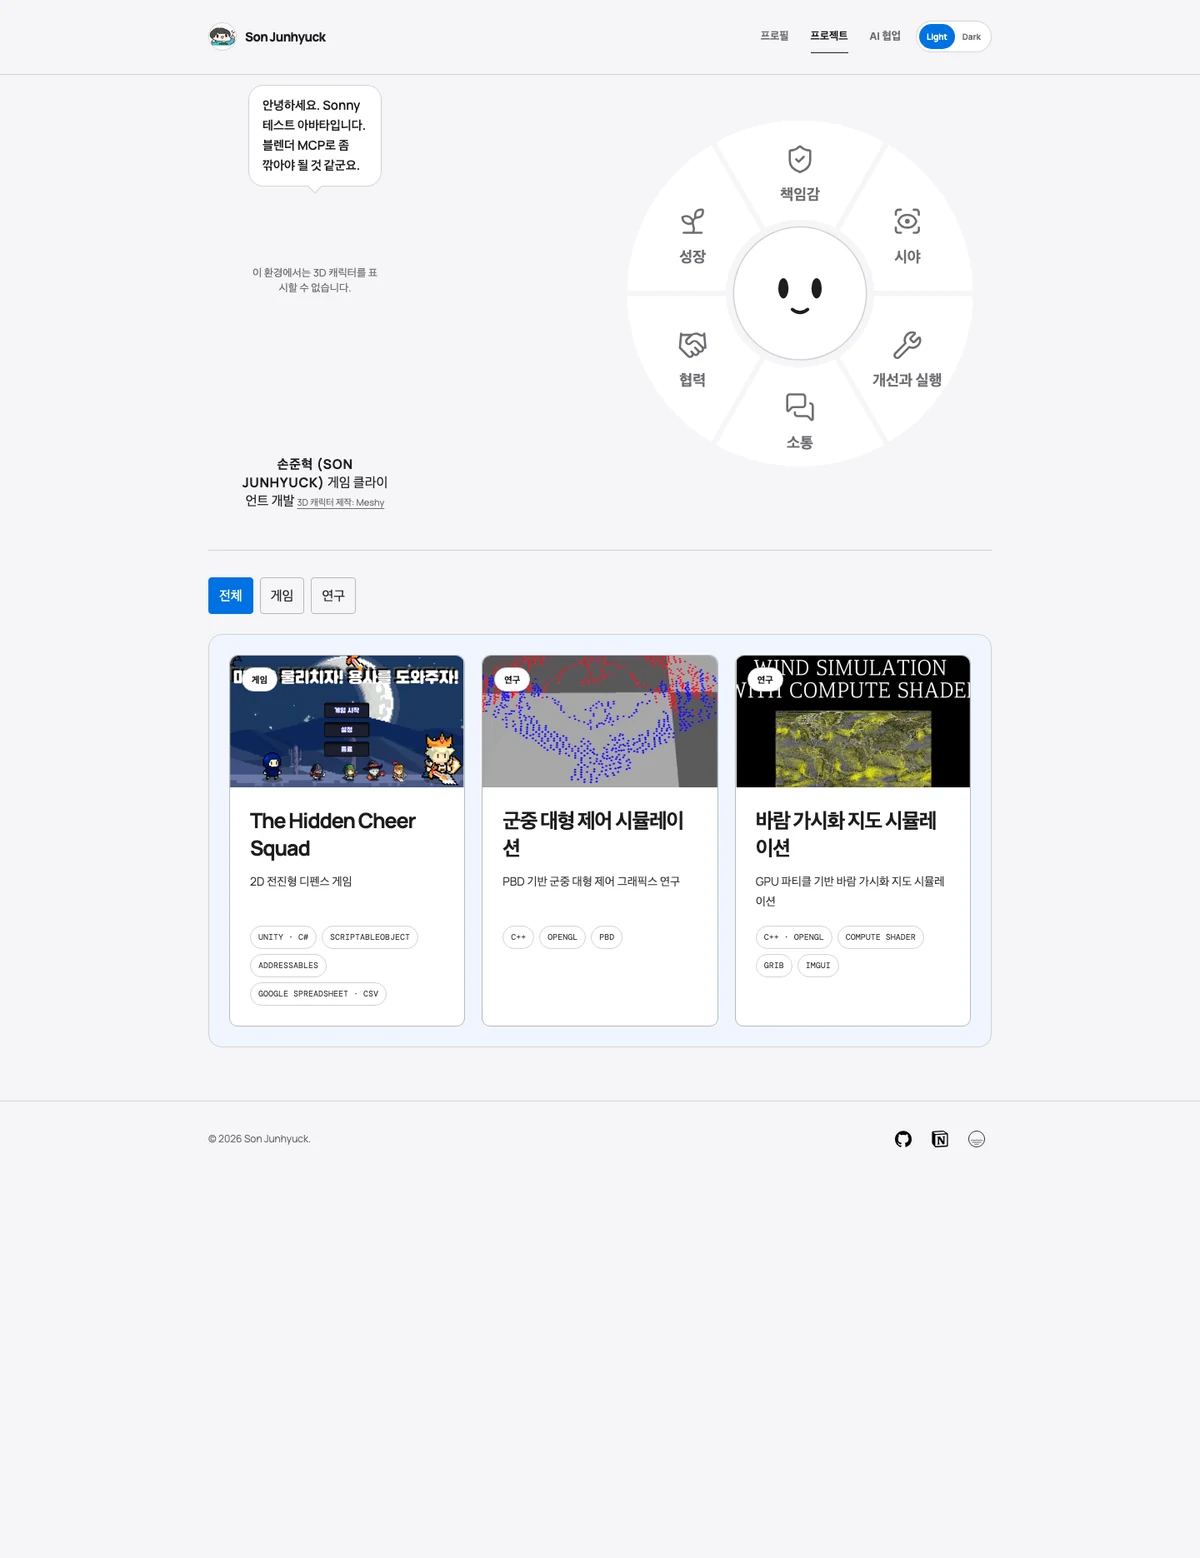 Son Junhyuck
프로필
프로젝트
AI 협업
Light
Dark
안녕하세요. Sonny
테스트 아바타입니다.
블렌더 MCP로 좀
깎아야 될 것 같군요.
이 환경에서는 3D 캐릭터를 표
시할 수 없습니다.
손준혁 (SON
JUNHYUCK) 게임 클라이
언트 개발 3D 캐릭터 제작: Meshy
책임감
성장
시야
협력
개선과 실행
소통
전체
게임
연구
게임
물리치자! 용사를 도와주자!
게임 시작
설정
종료
The Hidden Cheer
Squad
2D 전진형 디펜스 게임
UNITY · C#
SCRIPTABLEOBJECT
ADDRESSABLES
GOOGLE SPREADSHEET · CSV
연구
군중 대형 제어 시뮬레이
션
PBD 기반 군중 대형 제어 그래픽스 연구
C++
OPENGL
PBD
연구
WIND SIMULATION
WITH COMPUTE SHADER
바람 가시화 지도 시뮬레
이션
GPU 파티클 기반 바람 가시화 지도 시뮬레
이션
C++ · OPENGL
COMPUTE SHADER
GRIB
IMGUI
© 2026 Son Junhyuck.